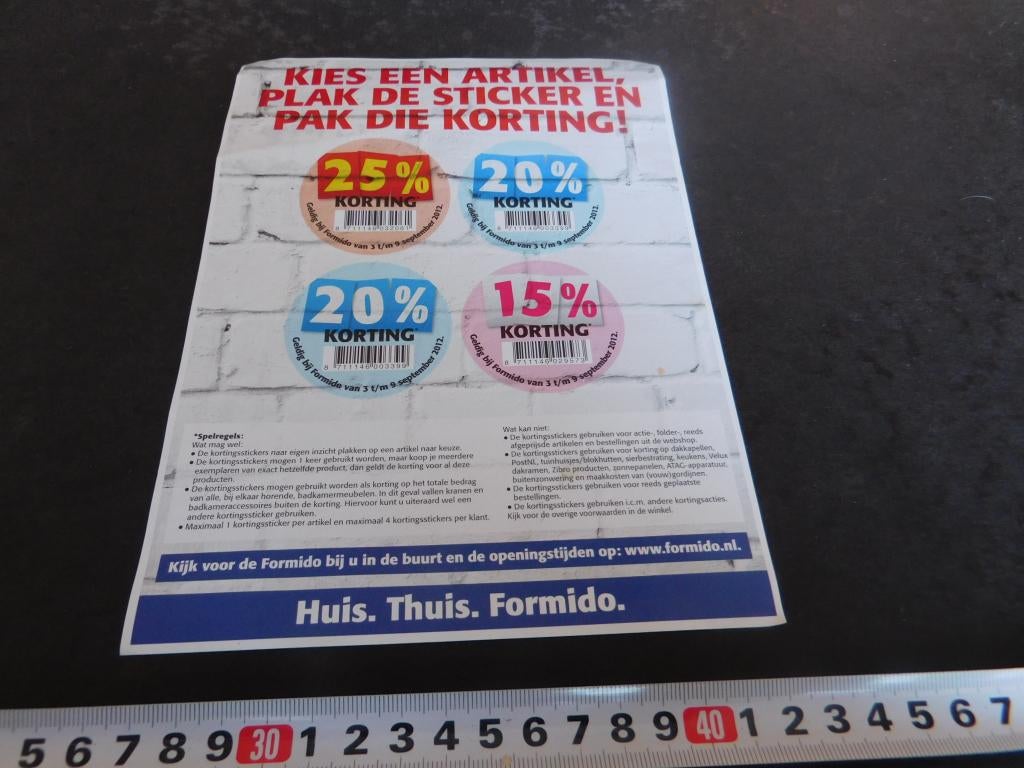 KIES EEN ARTIKEL,
PLAK DE STICKER EN
PAK DIE KORTING!
25%
KORTING*
8 711146 032061
Geldig bij Formido van 3 t/m 9 september 2012.
20%
KORTING*
8 711146 003399
Geldig bij Formido van 3 t/m 9 september 2012.
20%
KORTING*
8 711146 003399
Geldig bij Formido van 3 t/m 9 september 2012.
15%
KORTING*
8 711146 029573
Geldig bij Formido van 3 t/m 9 september 2012.
*Spelregels:
Wat mag wel:
• De kortingsstickers naar eigen inzicht plakken op een artikel naar keuze.
• De kortingsstickers mogen 1 keer gebruikt worden, maar koop je meerdere
exemplaren van exact hetzelfde product, dan geldt de korting voor al deze
producten.
• De kortingsstickers mogen gebruikt worden als korting op het totale bedrag
van alle, bij elkaar horende, badkamermeubelen. In dit geval vallen kranen en
badkameraccessoires buiten de korting. Hiervoor kunt u uiteraard wel een
andere kortingssticker gebruiken.
• Maximaal 1 kortingssticker per artikel en maximaal 4 kortingsstickers per klant.
Wat kan niet:
• De kortingsstickers gebruiken voor actie-, folder-, reeds
afgeprijsde artikelen en bestellingen uit de webshop.
• De kortingsstickers gebruiken voor korting op dakkapellen,
PostNL, tuinhuisjes/blokhutten, sierbestrating, keukens, Velux
dakramen, Zibro producten, zonnepanelen, ATAG-apparatuur,
buitenzonwering en maakkosten van (vouw)gordijnen.
• De kortingsstickers gebruiken voor reeds geplaatste
bestellingen.
• De kortingsstickers gebruiken i.c.m. andere kortingsacties.
Kijk voor de overige voorwaarden in de winkel.
Kijk voor de Formido bij u in de buurt en de openingstijden op: www.formido.nl.
Huis. Thuis. Formido.
5 6 7 8 9 30 1 2 3 4 5 6 7 8 9 40 1 2 3 4 5 6 7